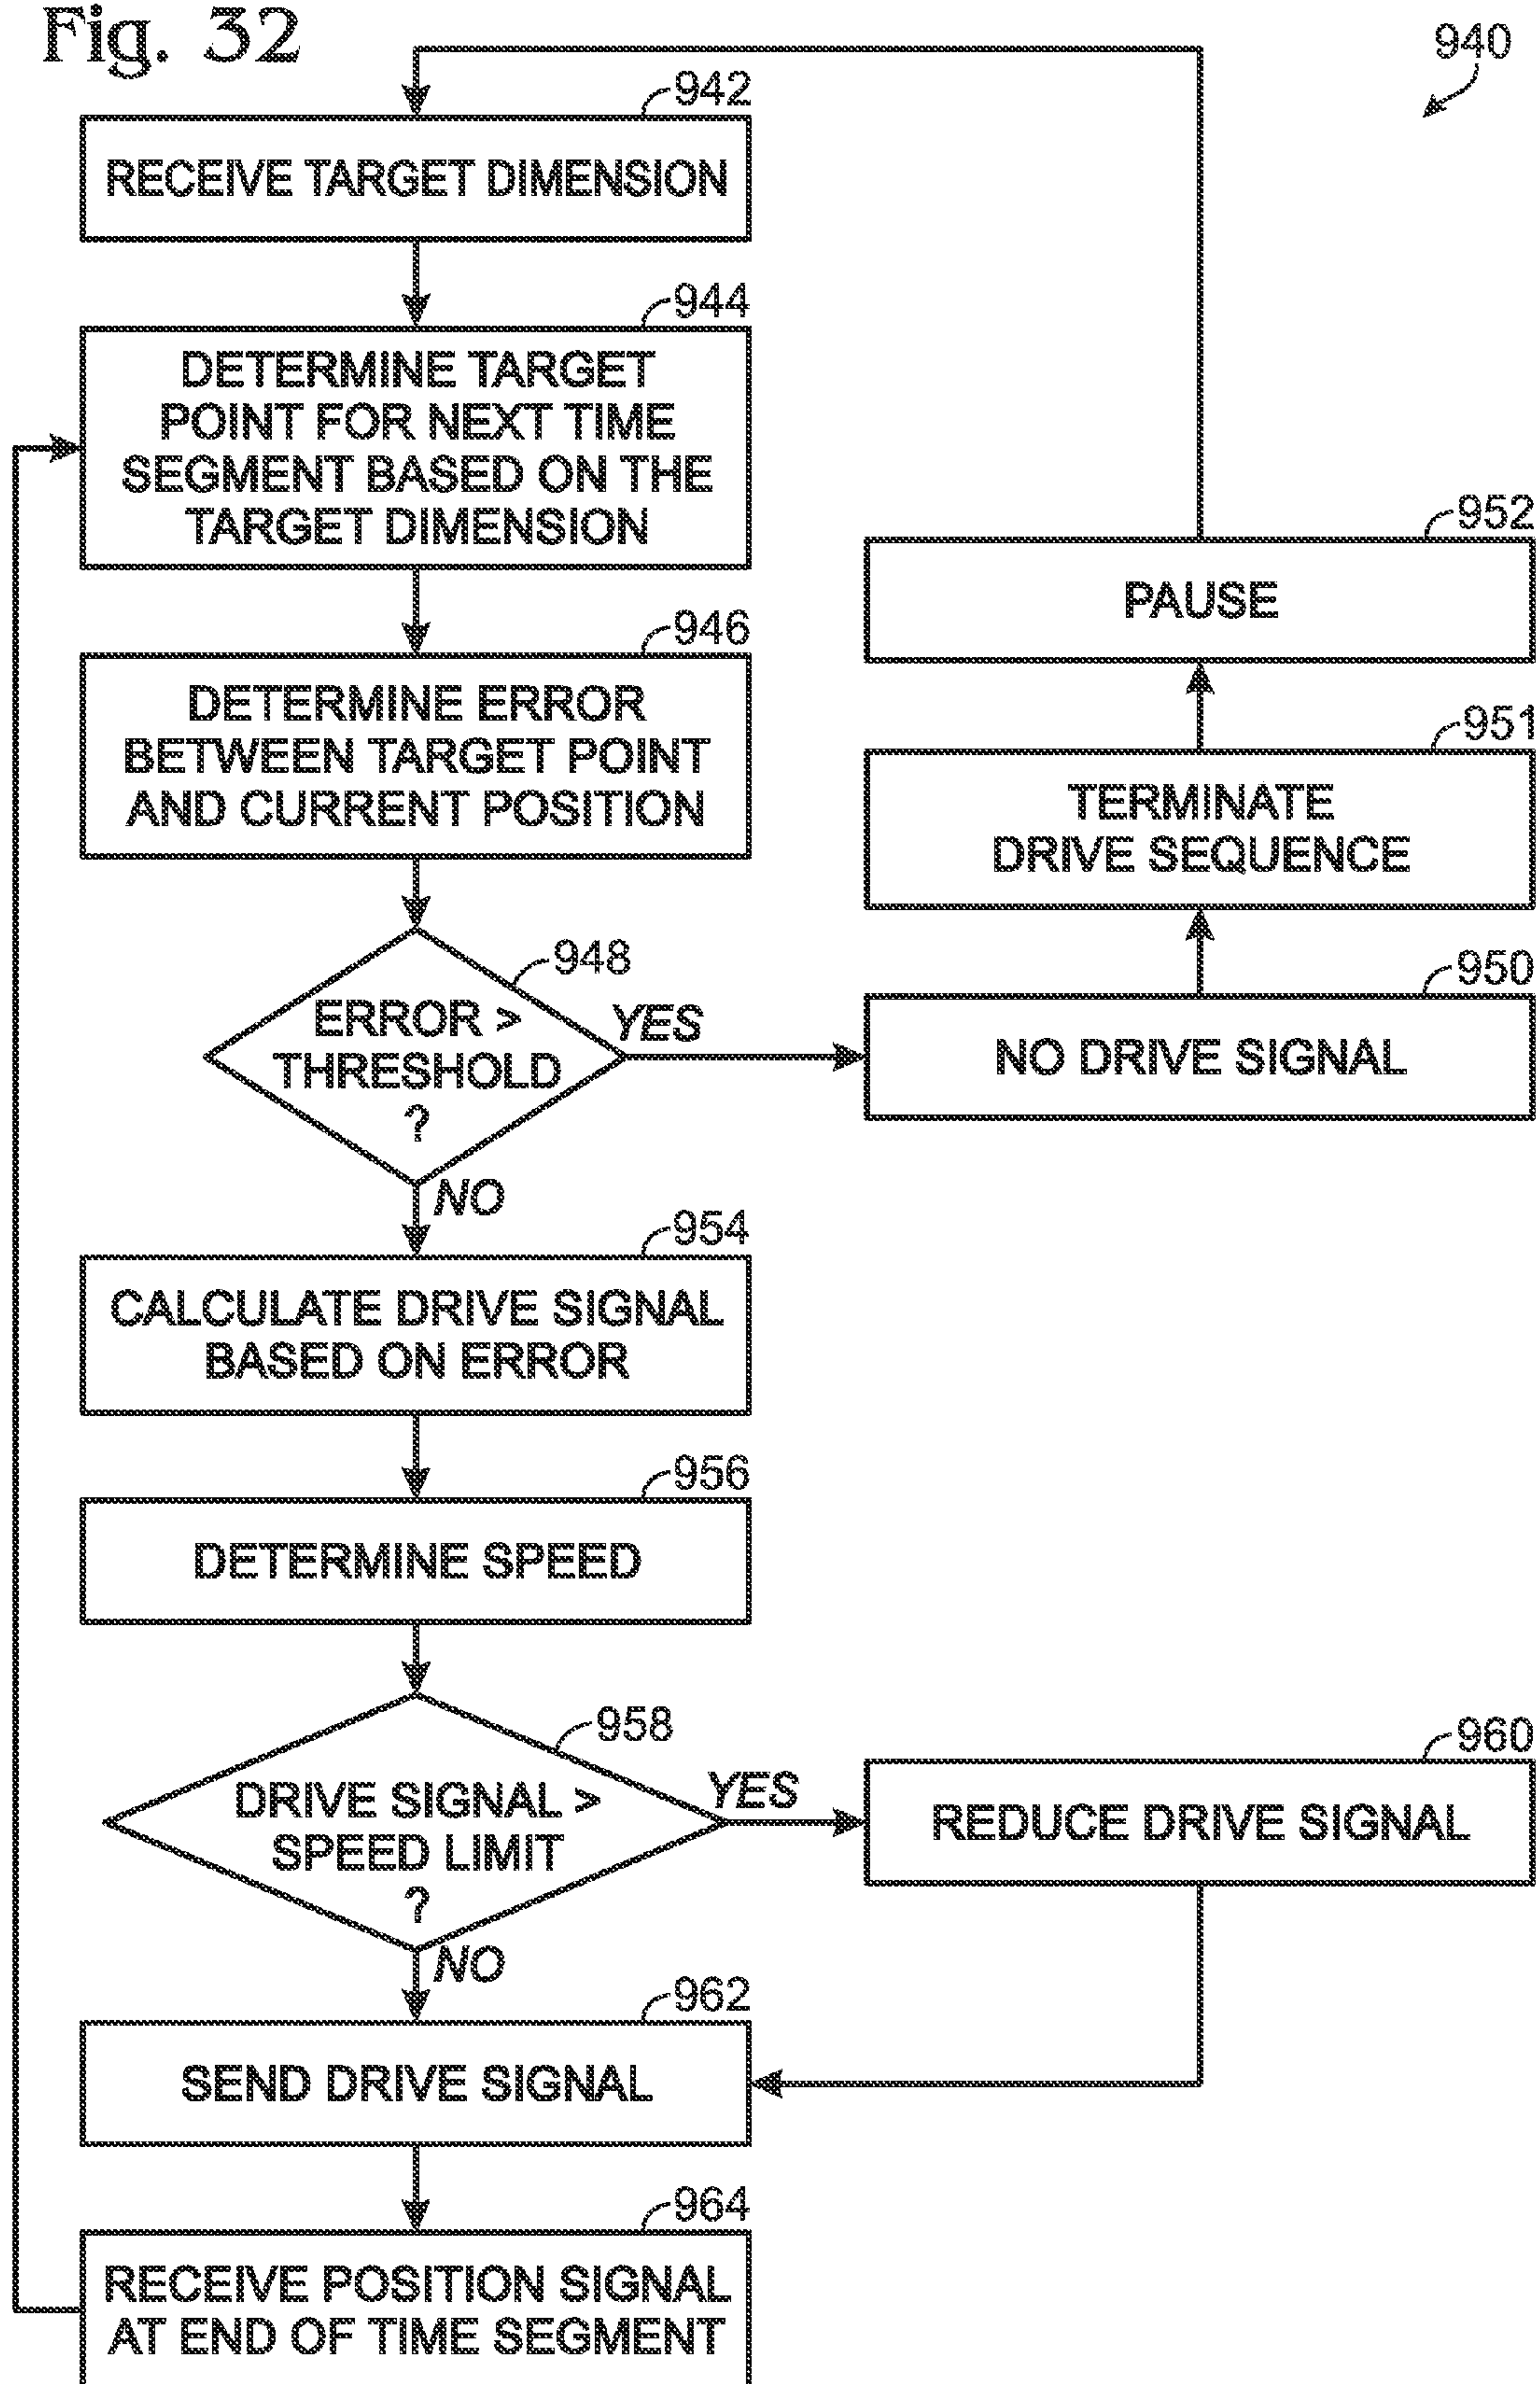 Fig. 32
940
942
RECEIVE TARGET DIMENSION
944
DETERMINE TARGET
POINT FOR NEXT TIME
SEGMENT BASED ON THE
TARGET DIMENSION
946
DETERMINE ERROR
BETWEEN TARGET POINT
AND CURRENT POSITION
948
ERROR >
THRESHOLD
?
YES
NO
952
PAUSE
951
TERMINATE
DRIVE SEQUENCE
950
NO DRIVE SIGNAL
954
CALCULATE DRIVE SIGNAL
BASED ON ERROR
956
DETERMINE SPEED
958
DRIVE SIGNAL >
SPEED LIMIT
?
YES
NO
960
REDUCE DRIVE SIGNAL
962
SEND DRIVE SIGNAL
964
RECEIVE POSITION SIGNAL
AT END OF TIME SEGMENT